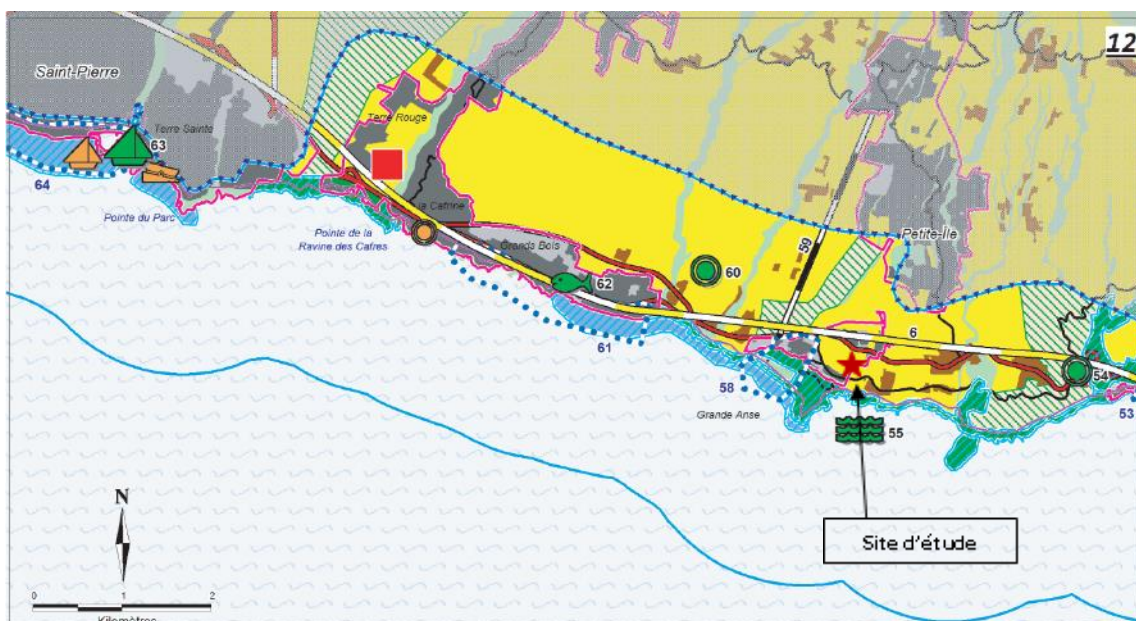 12
Saint-Pierre
Terre Sainte
63
64
Pointe du Parc
Terre Rouge
la Cafrine
Pointe de la
Ravine des Cafres
Grands Bois
62
61
60
59
Petite-Île
6
58
Grande Anse
55
54
53
Site d'étude
N
0 1 2
Kilomètres